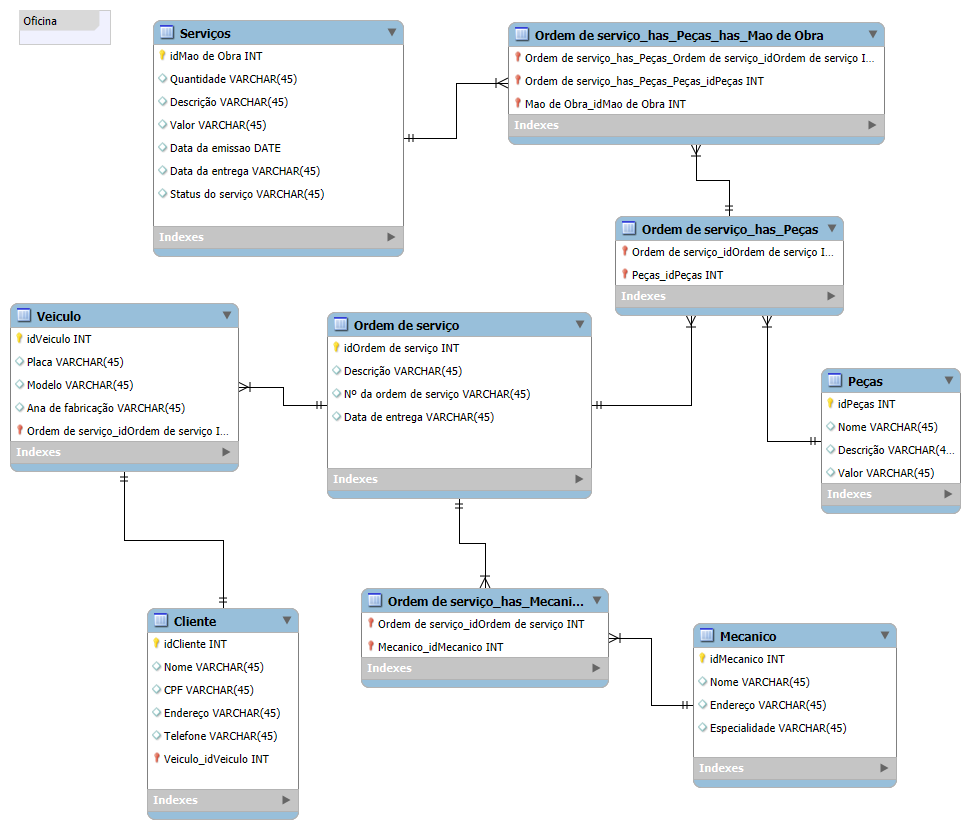 Oficina
Serviços
idMao de Obra INT
Quantidade VARCHAR(45)
Descrição VARCHAR(45)
Valor VARCHAR(45)
Data da emissao DATE
Data da entrega VARCHAR(45)
Status do serviço VARCHAR(45)
Indexes
Ordem de serviço_has_Peças_has_Mao de Obra
Ordem de serviço_has_Peças_Ordem de serviço_idOrdem de serviço I...
Ordem de serviço_has_Peças_Peças_idPeças INT
Mao de Obra_idMao de Obra INT
Indexes
Ordem de serviço_has_Peças
Ordem de serviço_idOrdem de serviço I...
Peças_idPeças INT
Indexes
Veiculo
idVeiculo INT
Placa VARCHAR(45)
Modelo VARCHAR(45)
Ana de fabricação VARCHAR(45)
Ordem de serviço_idOrdem de serviço I...
Indexes
Ordem de serviço
idOrdem de serviço INT
Descrição VARCHAR(45)
Nº da ordem de serviço VARCHAR(45)
Data de entrega VARCHAR(45)
Indexes
Peças
idPeças INT
Nome VARCHAR(45)
Descrição VARCHAR(4...
Valor VARCHAR(45)
Indexes
Cliente
idCliente INT
Nome VARCHAR(45)
CPF VARCHAR(45)
Endereço VARCHAR(45)
Telefone VARCHAR(45)
Veiculo_idVeiculo INT
Indexes
Ordem de serviço_has_Mecani...
Ordem de serviço_idOrdem de serviço INT
Mecanico_idMecanico INT
Indexes
Mecanico
idMecanico INT
Nome VARCHAR(45)
Endereço VARCHAR(45)
Especialidade VARCHAR(45)
Indexes